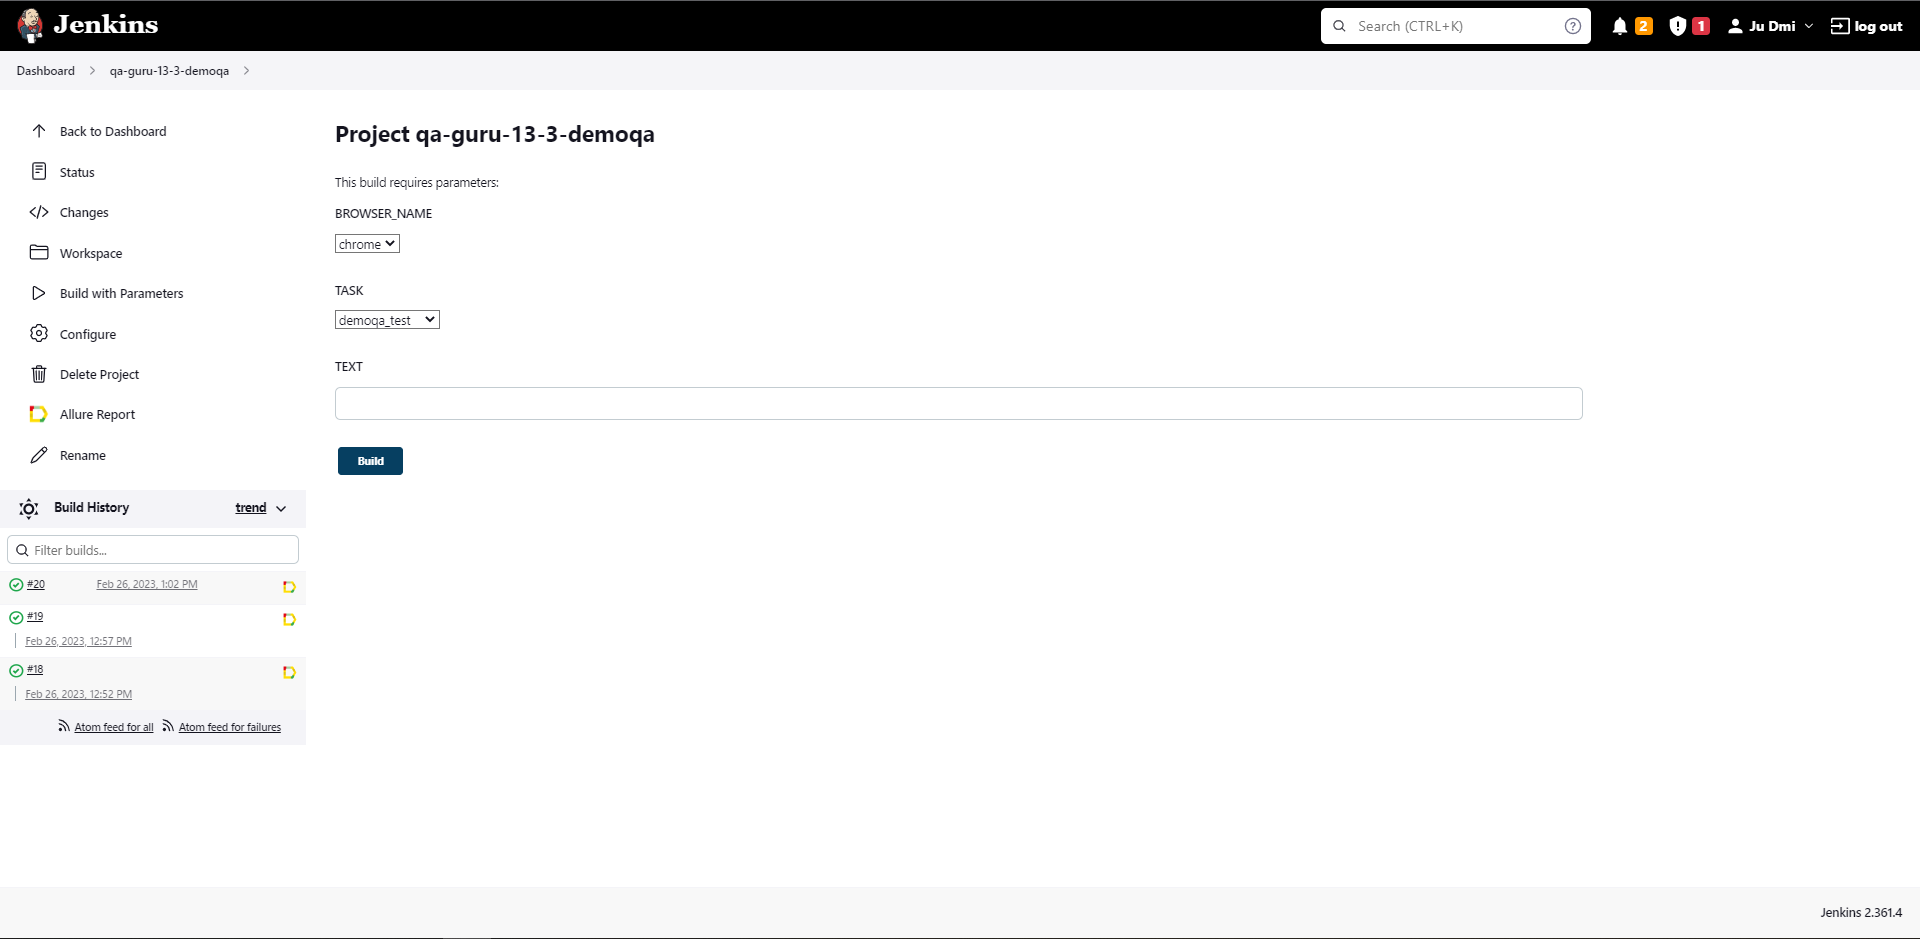 Jenkins
Search (CTRL+K)
2
1
Ju Dmi
log out
Dashboard
qa-guru-13-3-demoqa
Back to Dashboard
Status
Changes
Workspace
Build with Parameters
Configure
Delete Project
Allure Report
Rename
Build History
trend
Filter builds...
#20
Feb 26, 2023, 1:02 PM
#19
Feb 26, 2023, 12:57 PM
#18
Feb 26, 2023, 12:52 PM
Atom feed for all
Atom feed for failures
Project qa-guru-13-3-demoqa
This build requires parameters:
BROWSER_NAME
chrome
TASK
demoqa_test
TEXT
Build
Jenkins 2.361.4